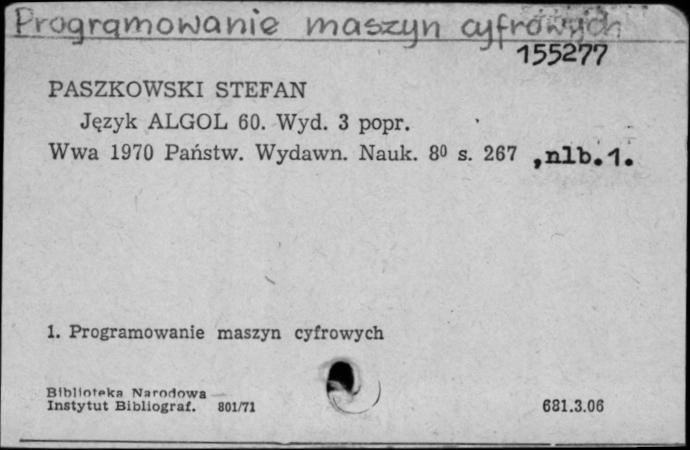 Programowanie maszyn cyfrowych
155277
PASZKOWSKI STEFAN
Język ALGOL 60. Wyd. 3 popr.
Wwa 1970 Państw. Wydawn. Nauk. 8⁰ s. 267 ,nlb.1.
1. Programowanie maszyn cyfrowych
Biblioteka Narodowa
Instytut Bibliograf. 801/71
681.3.06